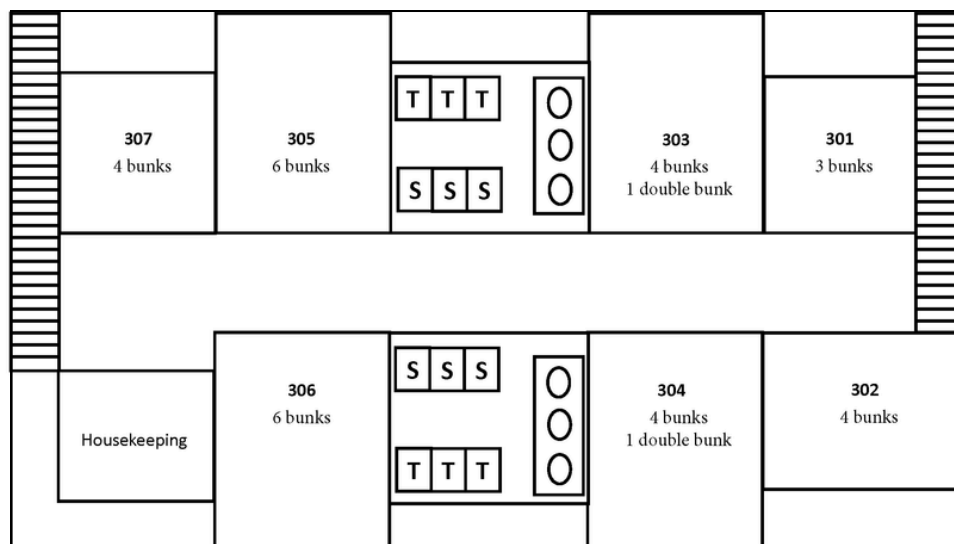 307
4 bunks
305
6 bunks
T T T
S S S
303
4 bunks
1 double bunk
301
3 bunks
Housekeeping
306
6 bunks
S S S
T T T
304
4 bunks
1 double bunk
302
4 bunks